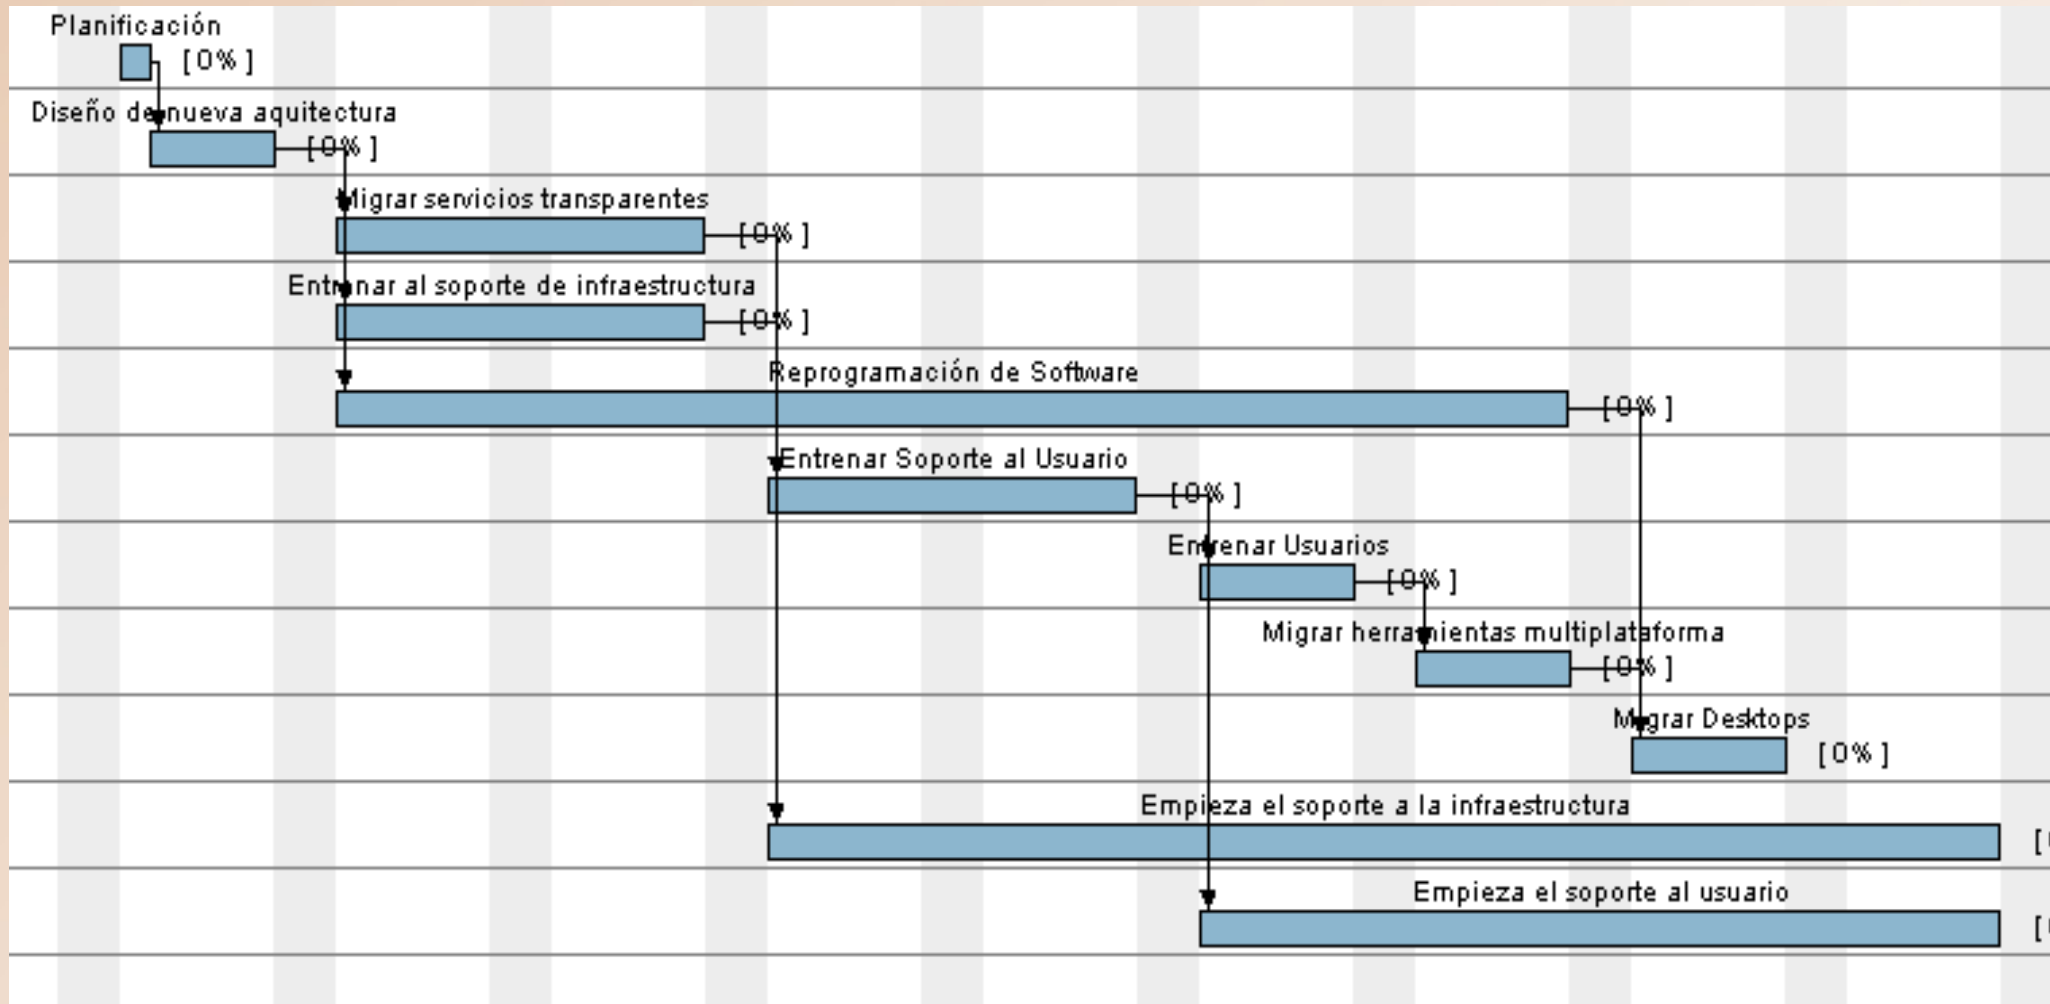 Planificación
[0%]
Diseño de nueva aquitectura
[0%]
Migrar servicios transparentes
[0%]
Entrenar al soporte de infraestructura
[0%]
Reprogramación de Software
[0%]
Entrenar Soporte al Usuario
[0%]
Entrenar Usuarios
[0%]
Migrar herramientas multiplataforma
[0%]
Migrar Desktops
[0%]
Empieza el soporte a la infraestructura
[
Empieza el soporte al usuario
[